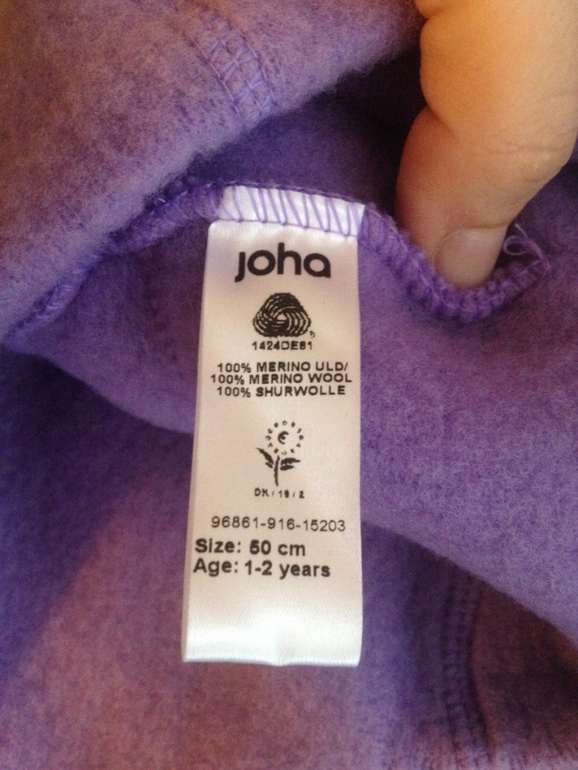 joha
1424DE81
100% MERINO ULD/
100% MERINO WOOL
100% SHURWOLLE
DK/16/2
96861-916-15203
Size: 50 cm
Age: 1-2 years